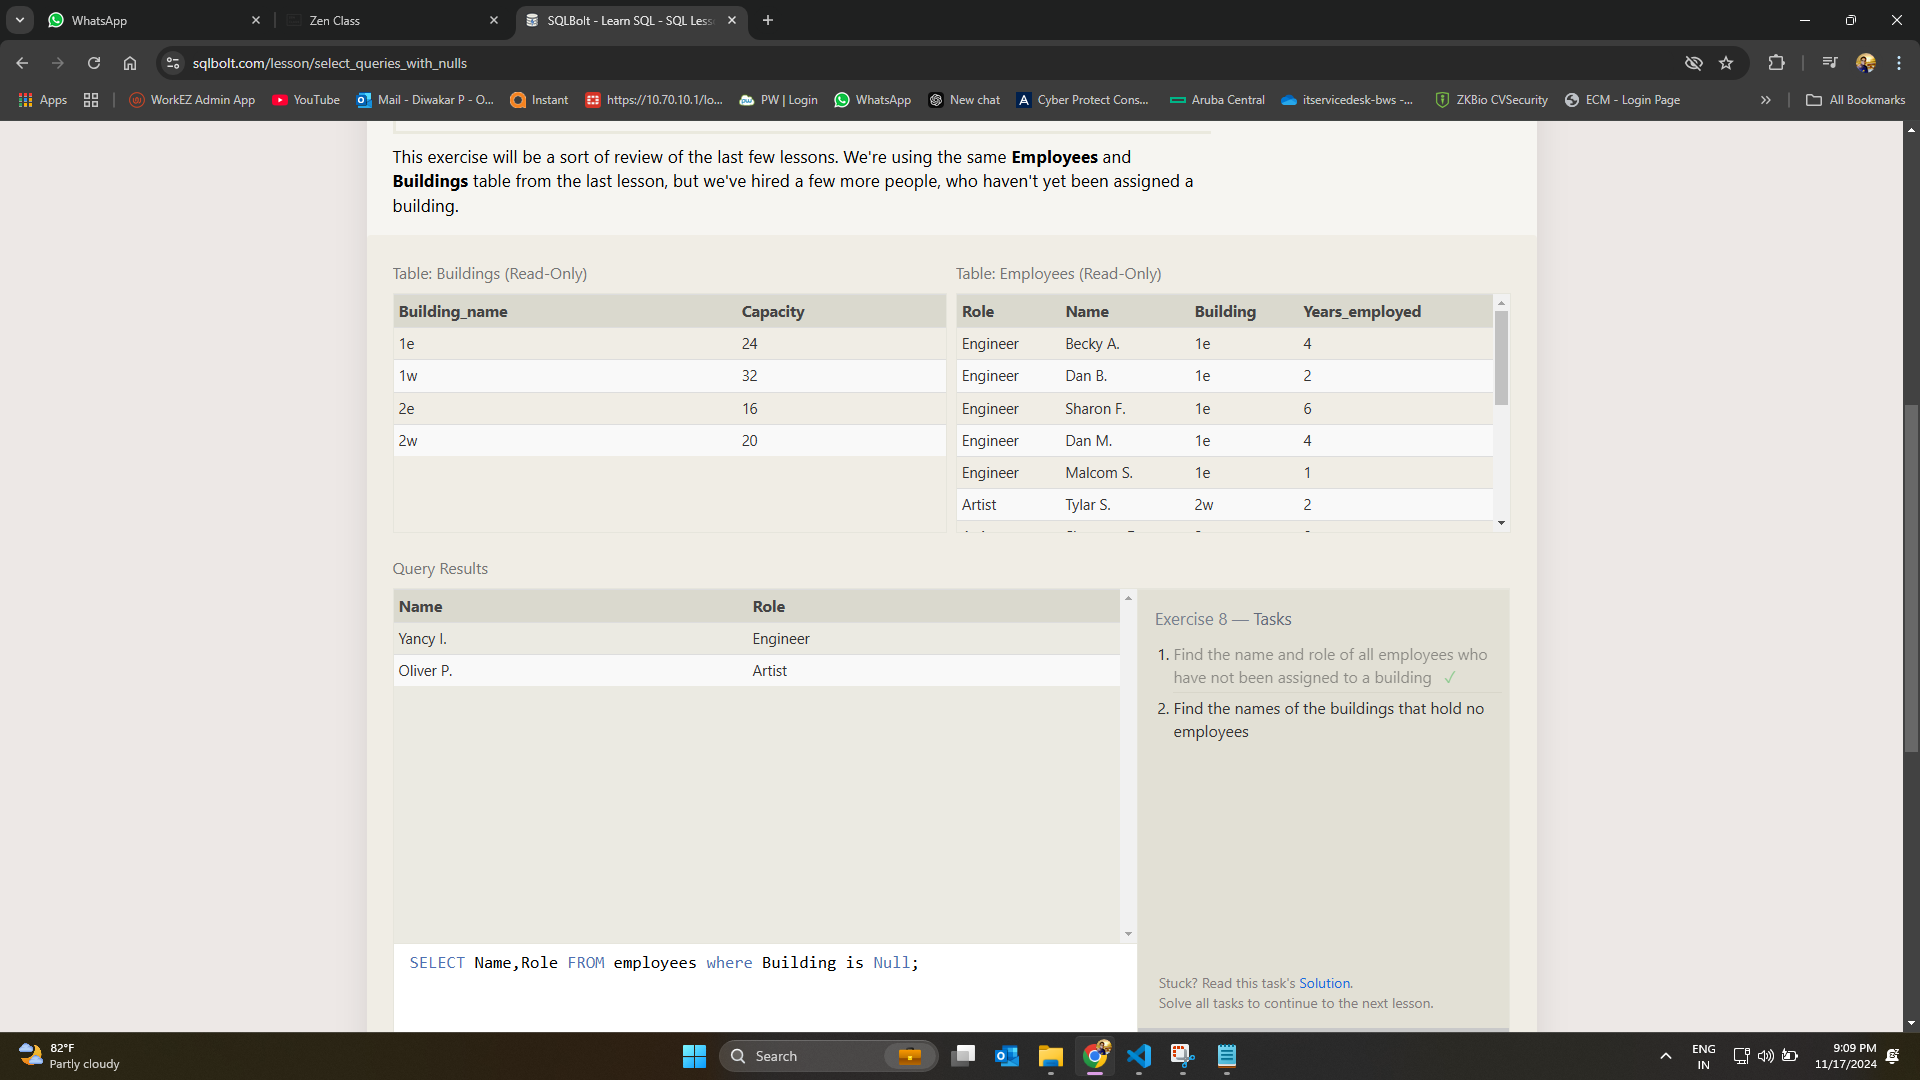 WhatsApp
Zen Class
SQLBolt - Learn SQL - SQL Less
sqlbolt.com/lesson/select_queries_with_nulls
Apps
WorkEZ Admin App
YouTube
Mail - Diwakar P - O...
Instant
https://10.70.10.1/lo...
PW | Login
WhatsApp
New chat
Cyber Protect Cons...
Aruba Central
itservicedesk-bws -...
ZKBio CVSecurity
ECM - Login Page
All Bookmarks
This exercise will be a sort of review of the last few lessons. We're using the same Employees and
Buildings table from the last lesson, but we've hired a few more people, who haven't yet been assigned a
building.
Table: Buildings (Read-Only)
Building_name Capacity
1e 24
1w 32
2e 16
2w 20
Table: Employees (Read-Only)
Role Name Building Years_employed
Engineer Becky A. 1e 4
Engineer Dan B. 1e 2
Engineer Sharon F. 1e 6
Engineer Dan M. 1e 4
Engineer Malcom S. 1e 1
Artist Tylar S. 2w 2
Query Results
Name Role
Yancy I. Engineer
Oliver P. Artist
SELECT Name,Role FROM employees where Building is Null;
Exercise 8 — Tasks
1. Find the name and role of all employees who
have not been assigned to a building ✓
2. Find the names of the buildings that hold no
employees
Stuck? Read this task's Solution.
Solve all tasks to continue to the next lesson.
82°F
Partly cloudy
Search
ENG
IN
9:09 PM
11/17/2024